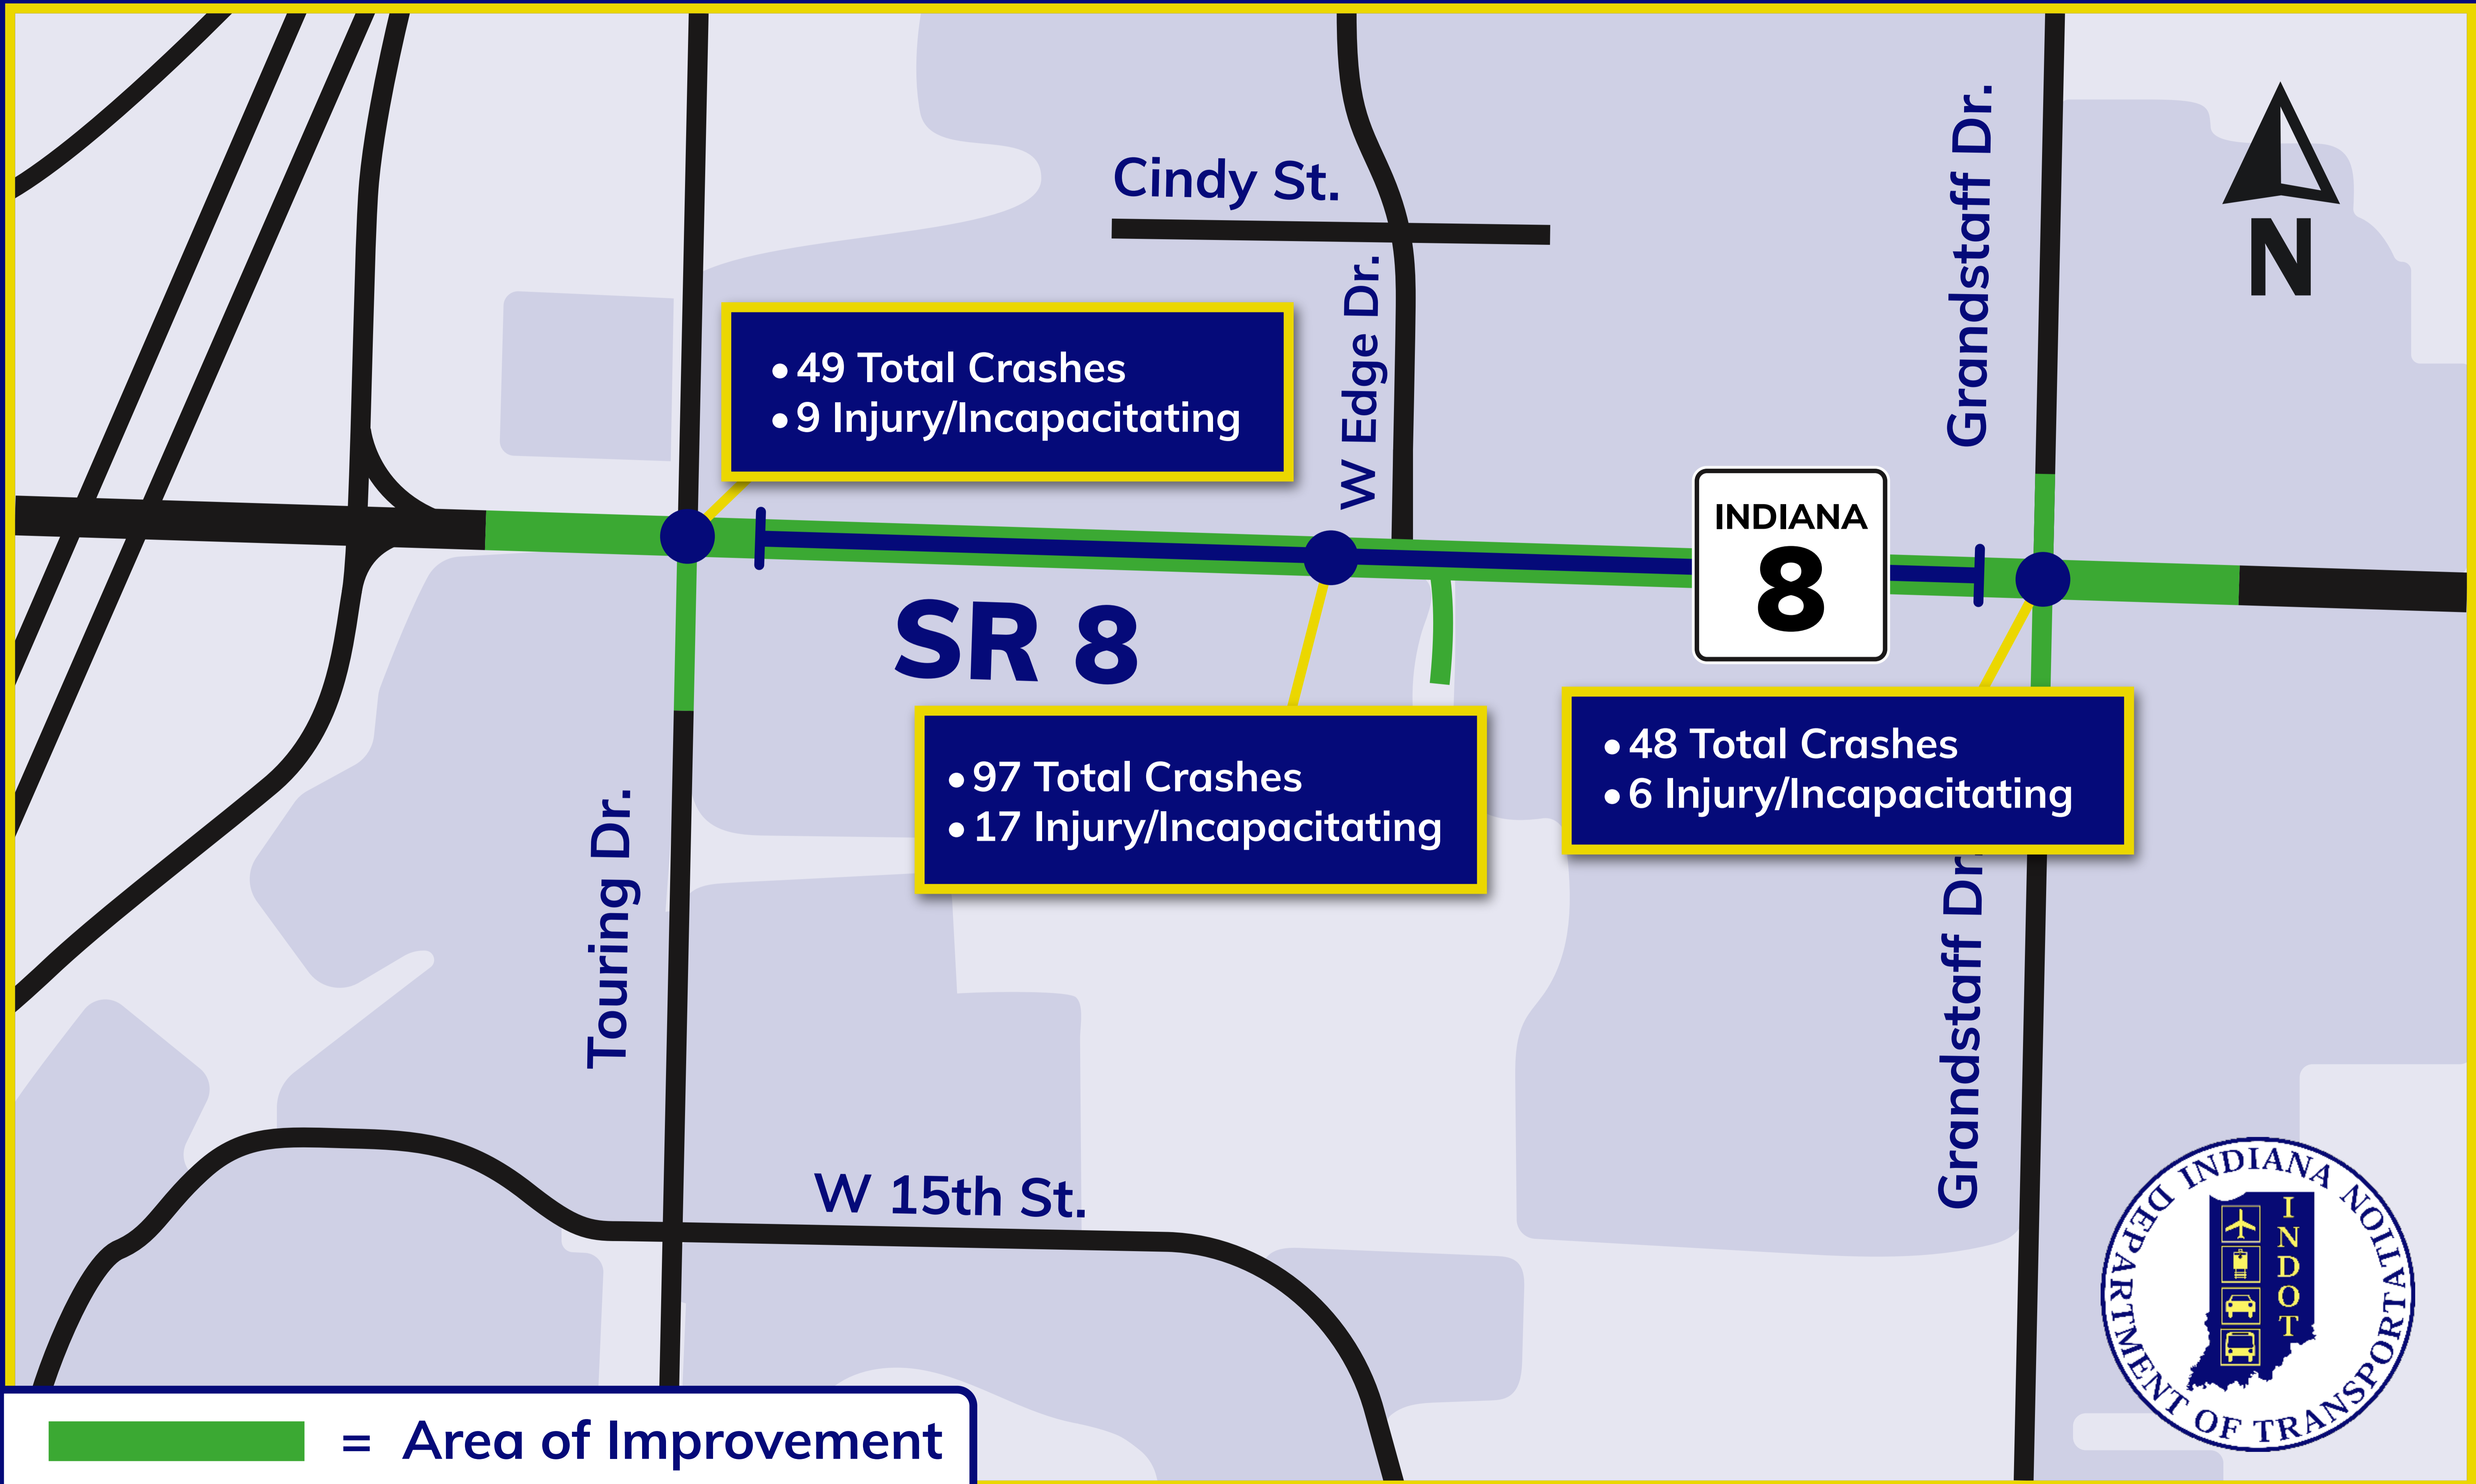 Cindy St.
Grandstaff Dr.
N
W Edge Dr.
• 49 Total Crashes
• 9 Injury/Incapacitating
INDIANA
8
SR 8
• 97 Total Crashes
• 17 Injury/Incapacitating
• 48 Total Crashes
• 6 Injury/Incapacitating
Touring Dr.
Grandstaff Dr
W 15th St.
INDIANA DEPARTMENT OF TRANSPORTATION
INDOT
= Area of Improvement